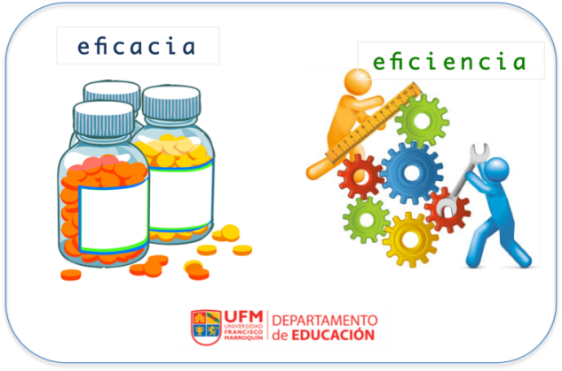 eficacia
eficiencia
UFM
UNIVERSIDAD
FRANCISCO
MARROQUÍN
DEPARTAMENTO
de EDUCACIÓN